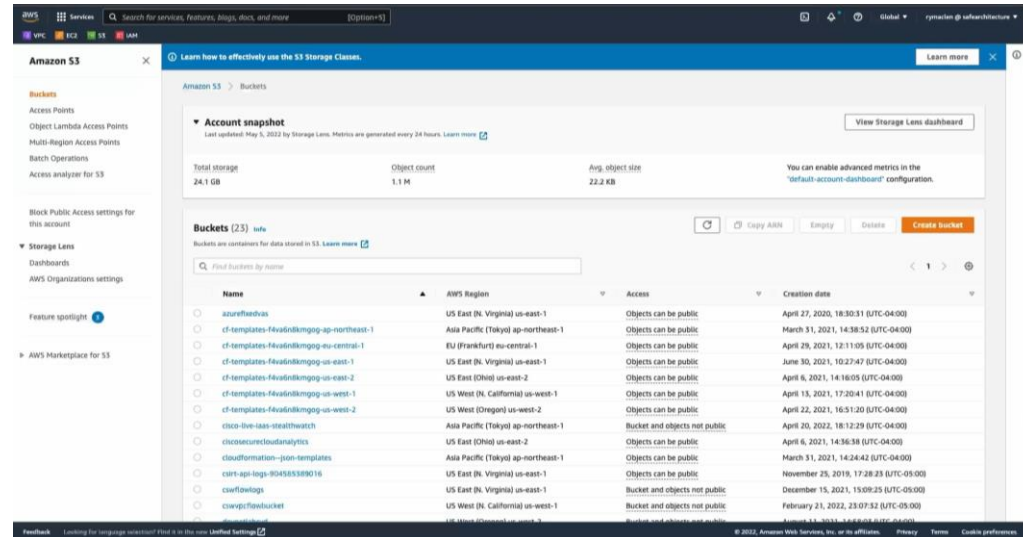 aws Services Search for services, features, blogs, docs, and more [Option+S] Global ▼ rymaclen @ safearchitecture ▼
VPC EC2 S3 IAM
Amazon S3
Learn how to effectively use the S3 Storage Classes. Learn more
Amazon S3 > Buckets
Buckets
Access Points
Object Lambda Access Points
Multi-Region Access Points
Batch Operations
Access analyzer for S3
Block Public Access settings for
this account
Storage Lens
Dashboards
AWS Organizations settings
Feature spotlight
AWS Marketplace for S3
Account snapshot View Storage Lens dashboard
Last updated: May 5, 2022 by Storage Lens. Metrics are generated every 24 hours. Learn more
Total storage Object count Avg. object size You can enable advanced metrics in the
24.1 GB 1.1 M 22.2 KB "default-account-dashboard" configuration.
Buckets (23) Info Copy ARN Empty Delete Create bucket
Buckets are containers for data stored in S3. Learn more
Find buckets by name 1
Name AWS Region Access Creation date
azurefixedvas US East (N. Virginia) us-east-1 Objects can be public April 27, 2020, 18:30:31 (UTC-04:00)
cf-templates-f4va6n8kmgog-ap-northeast-1 Asia Pacific (Tokyo) ap-northeast-1 Objects can be public March 31, 2021, 14:38:52 (UTC-04:00)
cf-templates-f4va6n8kmgog-eu-central-1 EU (Frankfurt) eu-central-1 Objects can be public April 29, 2021, 12:11:05 (UTC-04:00)
cf-templates-f4va6n8kmgog-us-east-1 US East (N. Virginia) us-east-1 Objects can be public June 30, 2021, 10:27:47 (UTC-04:00)
cf-templates-f4va6n8kmgog-us-east-2 US East (Ohio) us-east-2 Objects can be public April 6, 2021, 14:16:05 (UTC-04:00)
cf-templates-f4va6n8kmgog-us-west-1 US West (N. California) us-west-1 Objects can be public April 13, 2021, 17:20:41 (UTC-04:00)
cf-templates-f4va6n8kmgog-us-west-2 US West (Oregon) us-west-2 Objects can be public April 22, 2021, 16:51:20 (UTC-04:00)
cisco-live-iaas-stealthwatch Asia Pacific (Tokyo) ap-northeast-1 Bucket and objects not public April 20, 2022, 18:12:29 (UTC-04:00)
ciscosecurecloudanalytics US East (Ohio) us-east-2 Objects can be public April 6, 2021, 14:36:38 (UTC-04:00)
cloudformation--json-templates Asia Pacific (Tokyo) ap-northeast-1 Objects can be public March 31, 2021, 14:24:42 (UTC-04:00)
csirt-api-logs-904585389016 US East (N. Virginia) us-east-1 Objects can be public November 25, 2019, 17:28:23 (UTC-05:00)
cswflowlogs US East (N. Virginia) us-east-1 Bucket and objects not public December 15, 2021, 15:09:25 (UTC-05:00)
cswvpcflowbucket US West (N. California) us-west-1 Bucket and objects not public February 21, 2022, 23:07:32 (UTC-05:00)
Feedback Looking for language selection? Find it in the new Unified Settings © 2022, Amazon Web Services, Inc. or its affiliates. Privacy Terms Cookie preferences